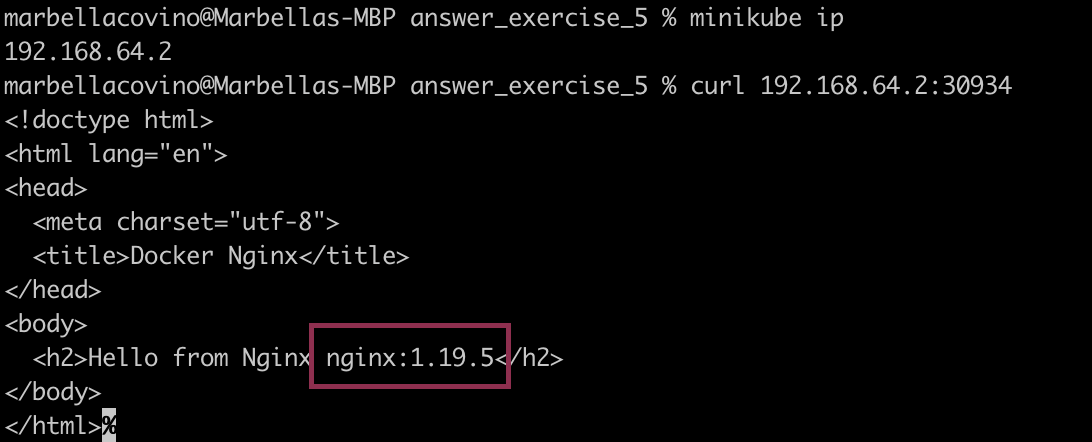 marbellacovino@Marbellas-MBP answer_exercise_5 % minikube ip
192.168.64.2
marbellacovino@Marbellas-MBP answer_exercise_5 % curl 192.168.64.2:30934
<!doctype html>
<html lang="en">
<head>
  <meta charset="utf-8">
  <title>Docker Nginx</title>
</head>
<body>
  <h2>Hello from Nginx nginx:1.19.5</h2>
</body>
</html>%